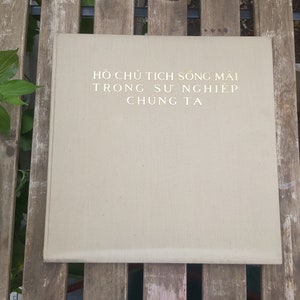 HỒ CHỦ TỊCH SỐNG MÃI
TRONG SỰ NGHIỆP
CHÚNG TA